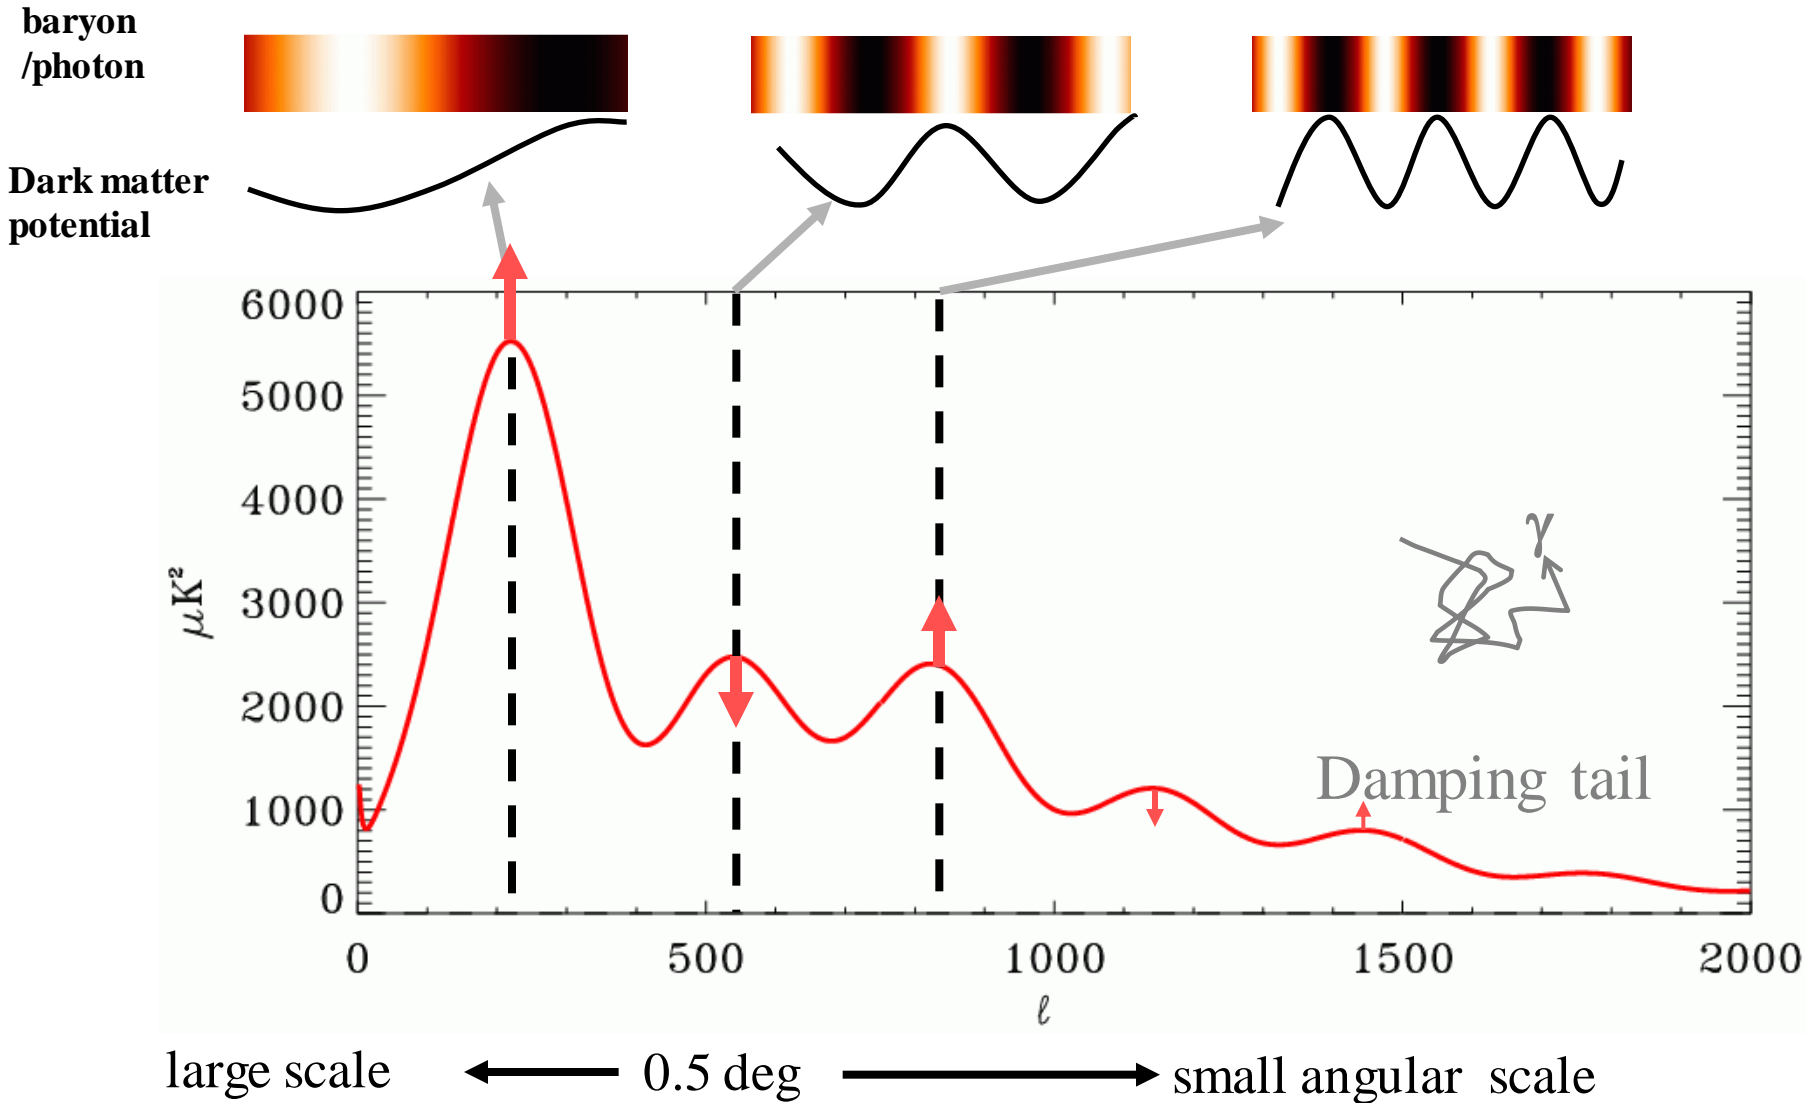 baryon
/photon
Dark matter
potential
6000
5000
4000
3000
2000
1000
0
μK²
γ
Damping tail
0 500 1000 1500 2000
ℓ
large scale 0.5 deg small angular scale